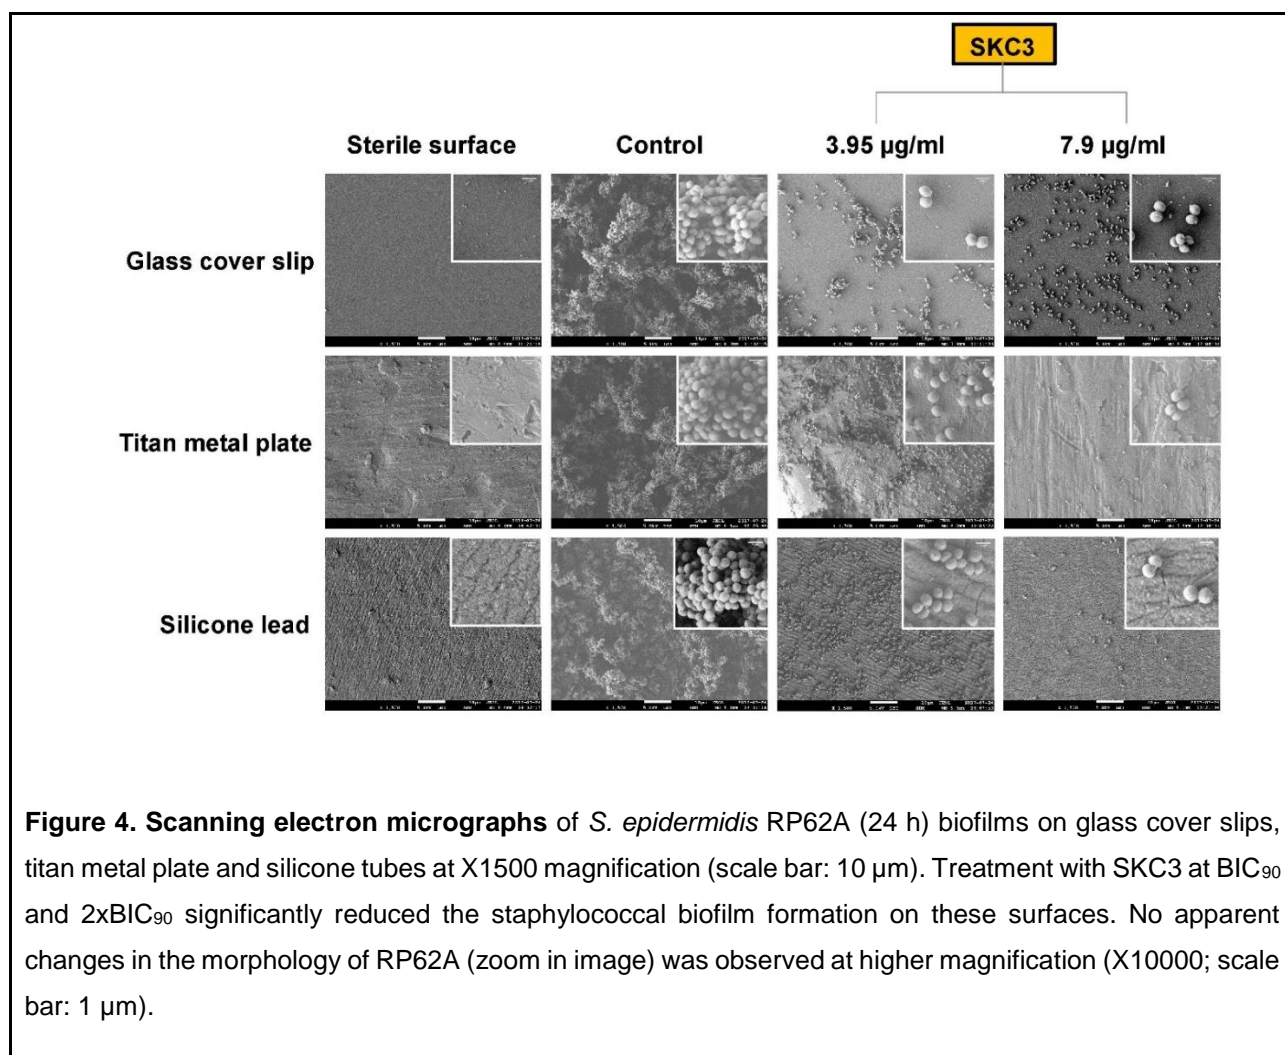 SKC3
Sterile surface Control 3.95 µg/ml 7.9 µg/ml
Glass cover slip
Titan metal plate
Silicone lead
Figure 4. Scanning electron micrographs of S. epidermidis RP62A (24 h) biofilms on glass cover slips,
titan metal plate and silicone tubes at X1500 magnification (scale bar: 10 µm). Treatment with SKC3 at BIC90
and 2xBIC90 significantly reduced the staphylococcal biofilm formation on these surfaces. No apparent
changes in the morphology of RP62A (zoom in image) was observed at higher magnification (X10000; scale
bar: 1 µm).